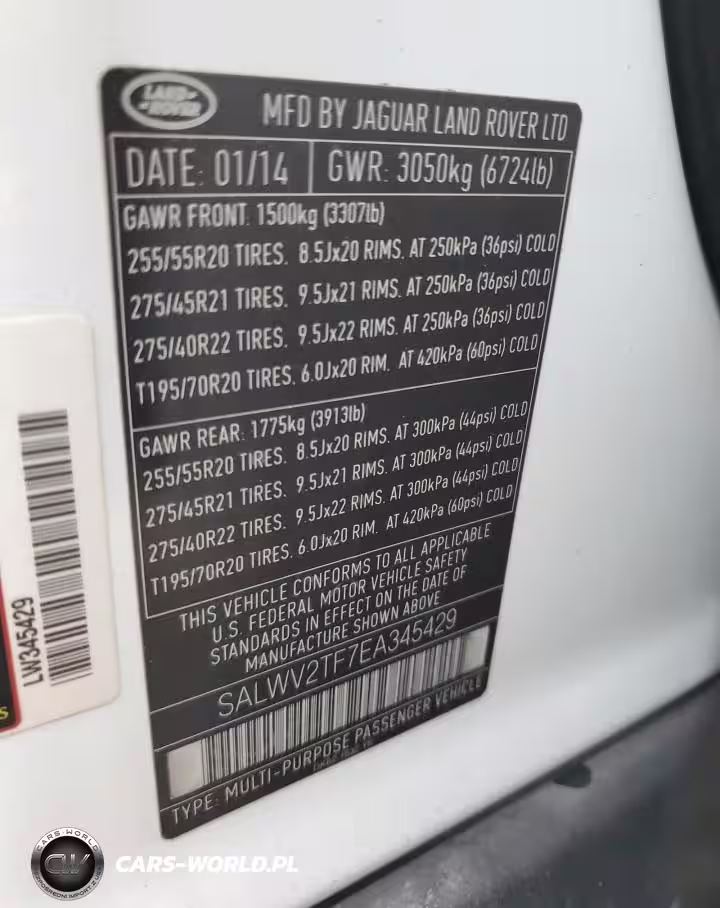 LAND-
-ROVER
MFD BY JAGUAR LAND ROVER LTD
DATE: 01/14 GWR: 3050kg (6724lb)
GAWR FRONT: 1500kg (3307lb)
255/55R20 TIRES. 8.5Jx20 RIMS. AT 250kPa (36psi) COLD
275/45R21 TIRES. 9.5Jx21 RIMS. AT 250kPa (36psi) COLD
275/40R22 TIRES. 9.5Jx22 RIMS. AT 250kPa (36psi) COLD
T195/70R20 TIRES. 6.0Jx20 RIM. AT 420kPa (60psi) COLD
GAWR REAR: 1775kg (3913lb)
255/55R20 TIRES. 8.5Jx20 RIMS. AT 300kPa (44psi) COLD
275/45R21 TIRES. 9.5Jx21 RIMS. AT 300kPa (44psi) COLD
275/40R22 TIRES. 9.5Jx22 RIMS. AT 300kPa (44psi) COLD
T195/70R20 TIRES. 6.0Jx20 RIM. AT 420kPa (60psi) COLD
THIS VEHICLE CONFORMS TO ALL APPLICABLE
U.S. FEDERAL MOTOR VEHICLE SAFETY
STANDARDS IN EFFECT ON THE DATE OF
MANUFACTURE SHOWN ABOVE
SALWV2TF7EA345429
TYPE: MULTI-PURPOSE PASSENGER VEHICLE
LW345429
S
CARS-WORLD
CW
CARS-WORLD.PL